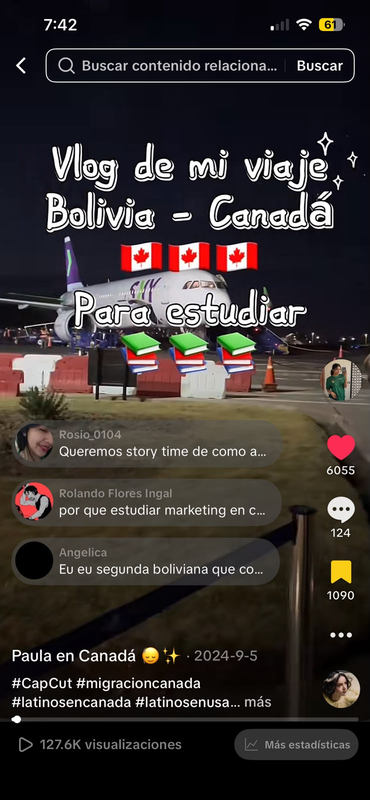 7:42
61
Buscar contenido relaciona...
Buscar
Vlog de mi viaje
Bolivia - Canadá
SKY
Para estudiar
Rosio_0104
Queremos story time de como a...
Rolando Flores Ingal
por que estudiar marketing en c...
Angelica
Eu eu segunda boliviana que co...
6055
124
1090
Paula en Canadá 😔✨ · 2024-9-5
#CapCut #migracioncanada
#latinosencanada #latinosenusa... más
127.6K visualizaciones
Más estadísticas